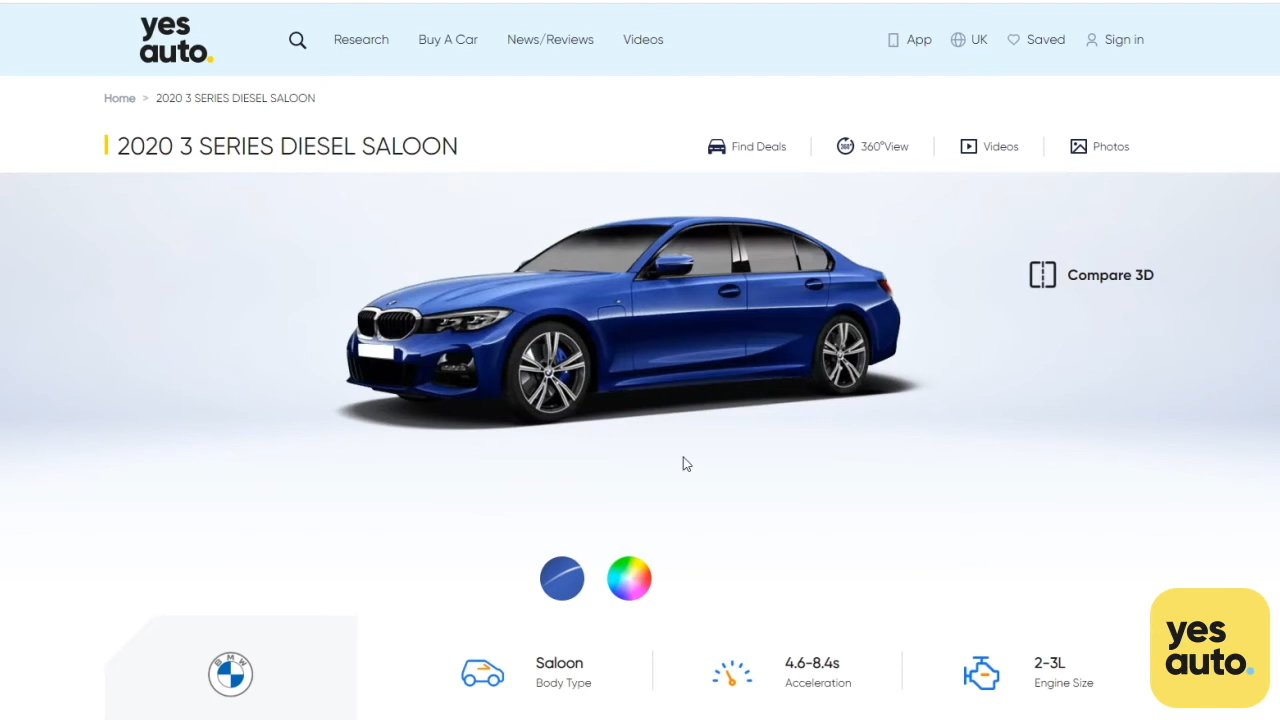 yes
auto.
Research
Buy A Car
News/Reviews
Videos
App
UK
Saved
Sign in
Home > 2020 3 SERIES DIESEL SALOON
2020 3 SERIES DIESEL SALOON
Find Deals
360°
360°View
Videos
Photos
Compare 3D
BMW
Saloon
Body Type
4.6-8.4s
Acceleration
2-3L
Engine Size
yes
auto.